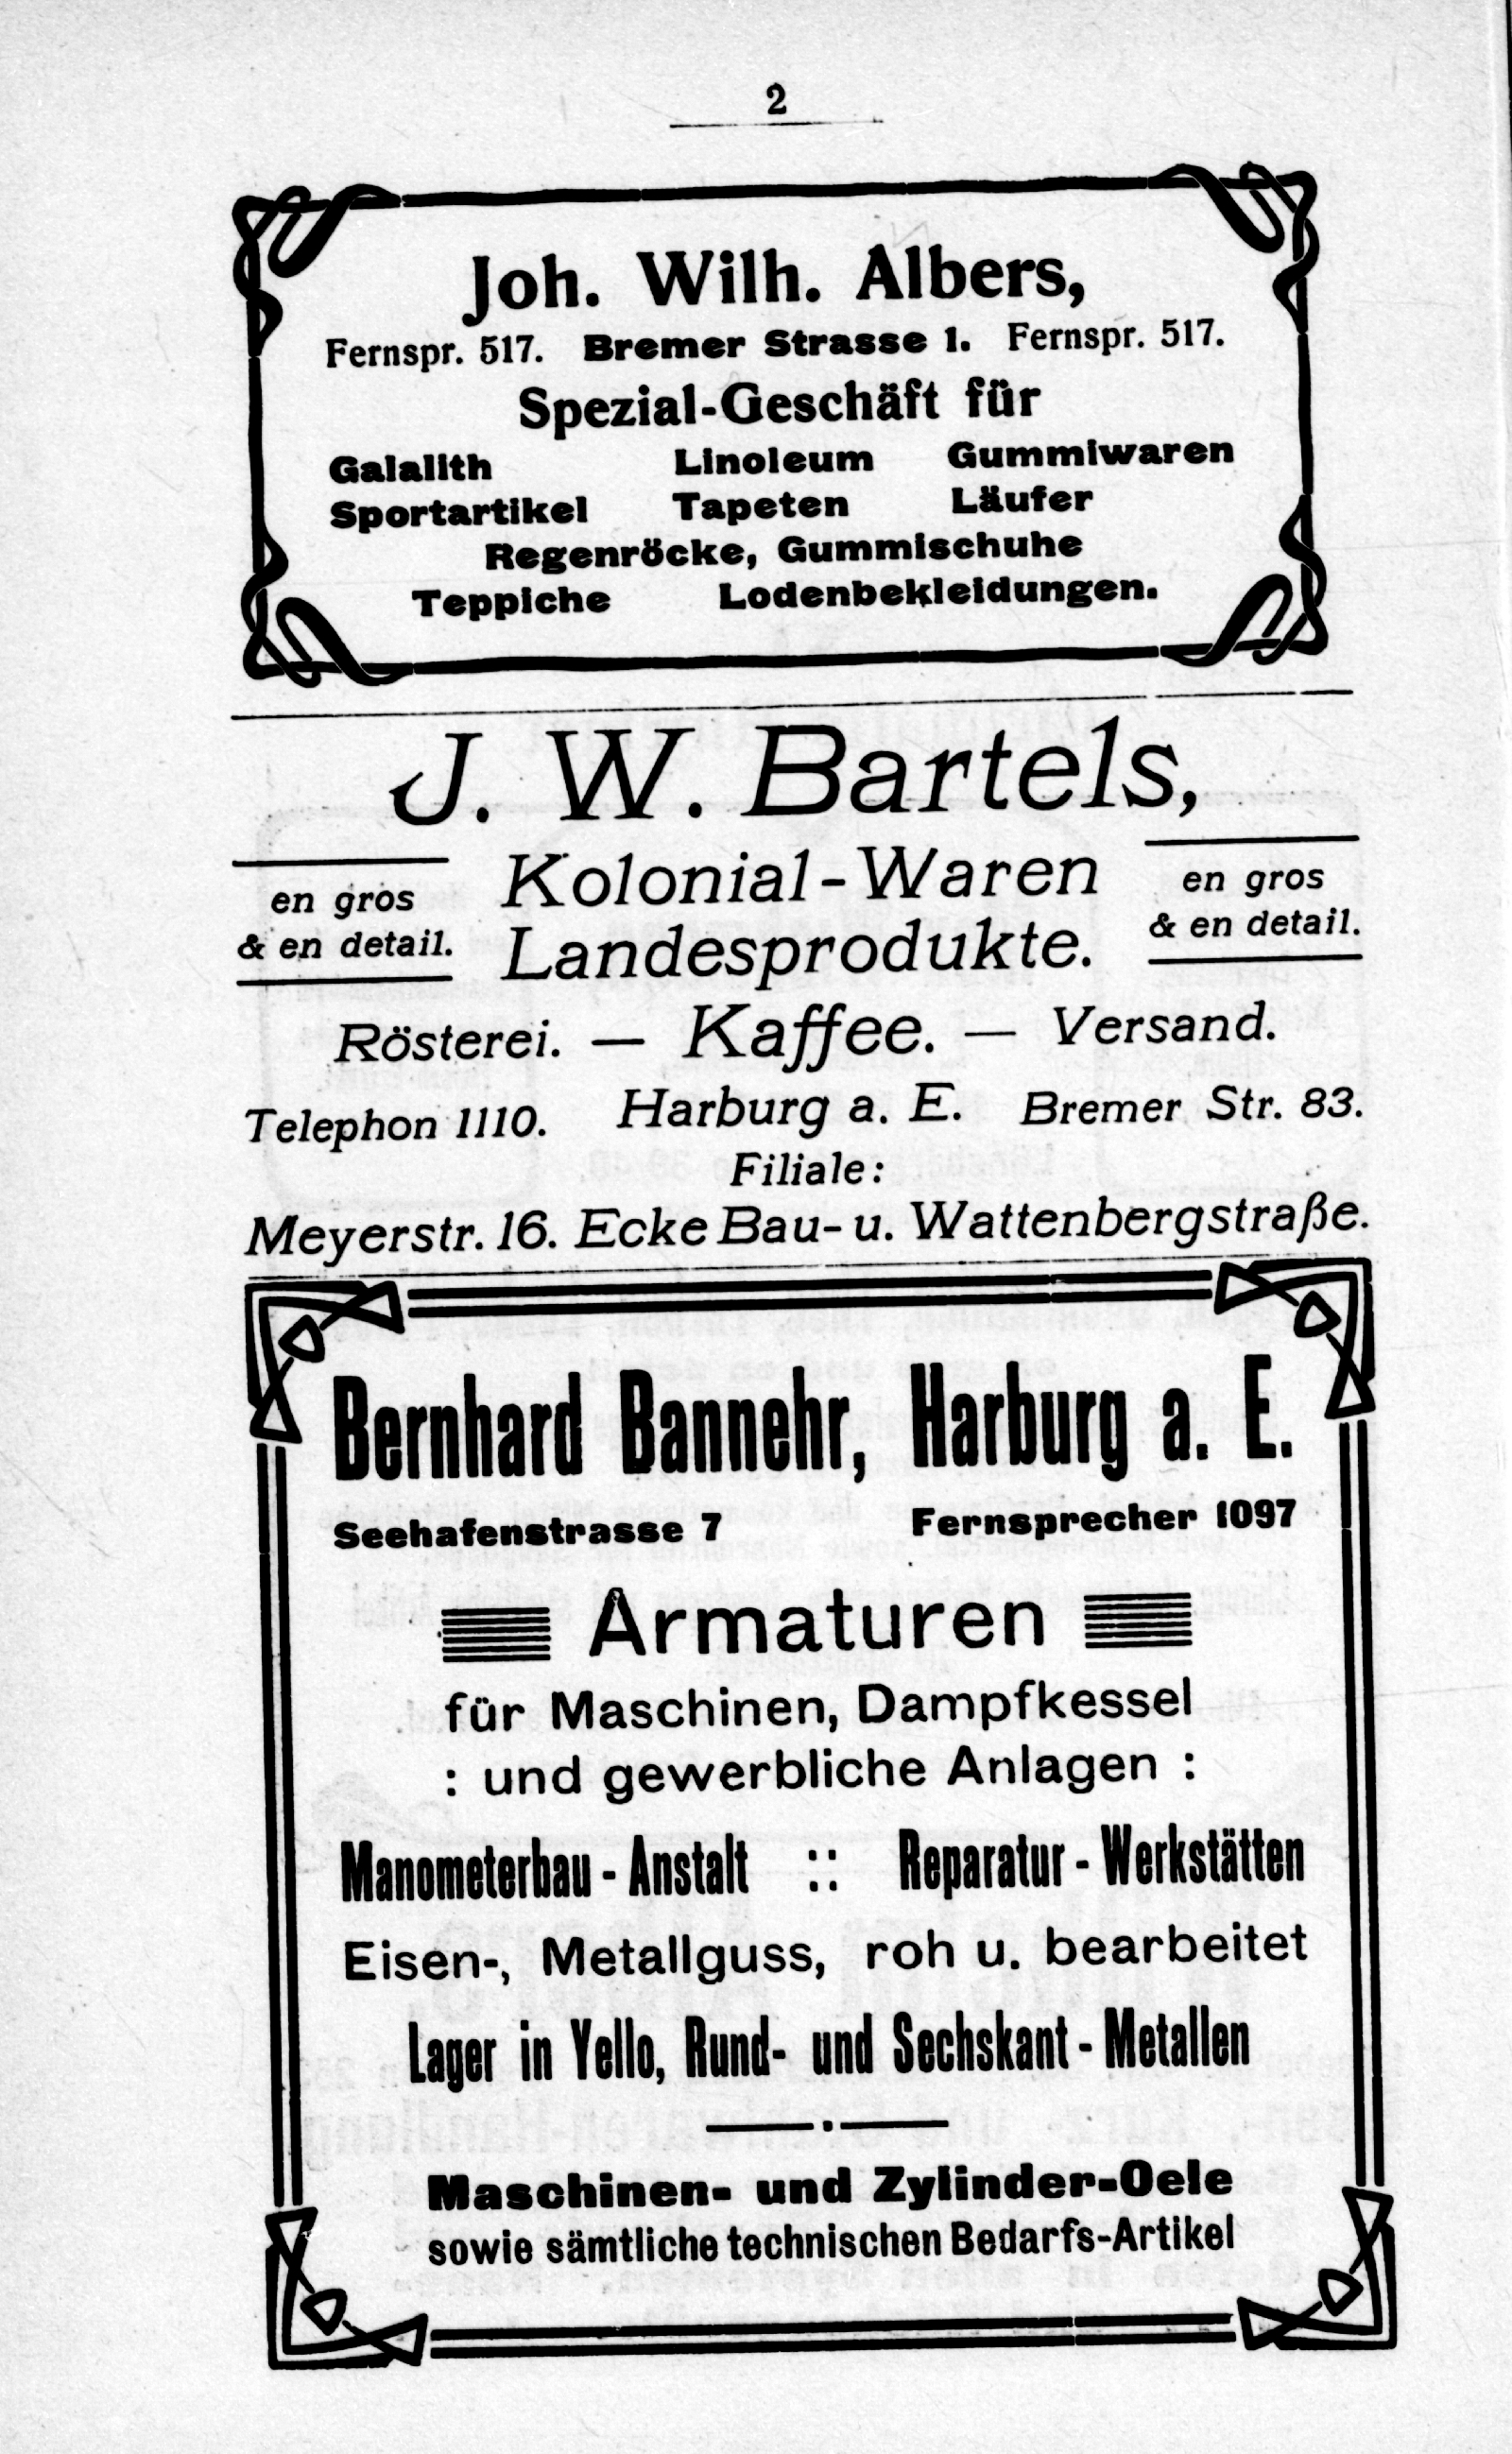 2
Joh. Wilh. Albers,
Fernspr. 517. Bremer Strasse 1. Fernspr. 517.
Spezial-Geschäft für
Galalith Linoleum Gummiwaren
Sportartikel Tapeten Läufer
Regenröcke, Gummischuhe
Teppiche Lodenbekleidungen.
J. W. Bartels,
en gros Kolonial-Waren en gros
& en detail. Landesprodukte. & en detail.
Rösterei. — Kaffee. — Versand.
Telephon 1110. Harburg a. E. Bremer Str. 83.
Filiale:
Meyerstr. 16. Ecke Bau- u. Wattenbergstraße.
Bernhard Bannehr, Harburg a. E.
Seehafenstrasse 7 Fernsprecher 1097
Armaturen
für Maschinen, Dampfkessel
: und gewerbliche Anlagen :
Manometerbau-Anstalt :: Reparatur-Werkstätten
Eisen-, Metallguss, roh u. bearbeitet
Lager in Yello, Rund- und Sechskant-Metallen
Maschinen- und Zylinder-Oele
sowie sämtliche technischen Bedarfs-Artikel